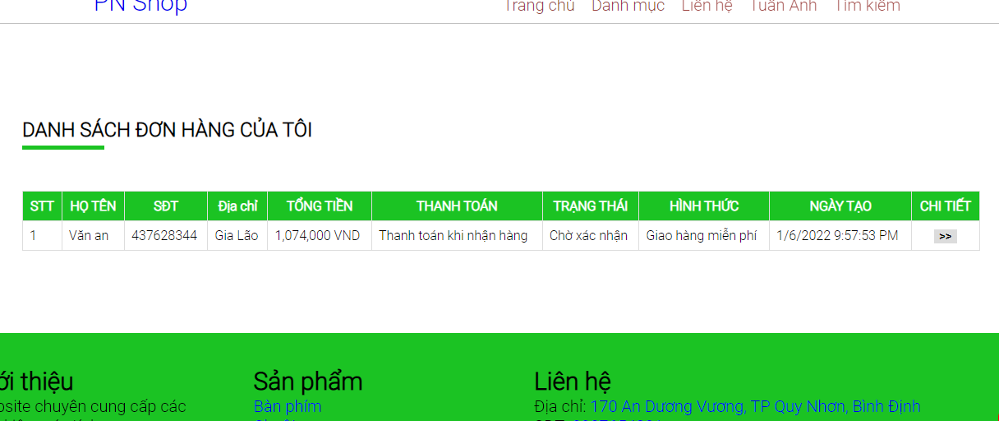 PN Shop Trang chủ Danh mục Liên hệ Tuấn Anh Tìm kiếm
DANH SÁCH ĐƠN HÀNG CỦA TÔI
STT HỌ TÊN SĐT Địa chỉ TỔNG TIỀN THANH TOÁN TRẠNG THÁI HÌNH THỨC NGÀY TẠO CHI TIẾT
1 Văn an 437628344 Gia Lão 1,074,000 VND Thanh toán khi nhận hàng Chờ xác nhận Giao hàng miễn phí 1/6/2022 9:57:53 PM >>
ới thiệu Sản phẩm Liên hệ
bsite chuyên cung cấp các Bàn phím Địa chỉ: 170 An Dương Vương, TP Quy Nhơn, Bình Định